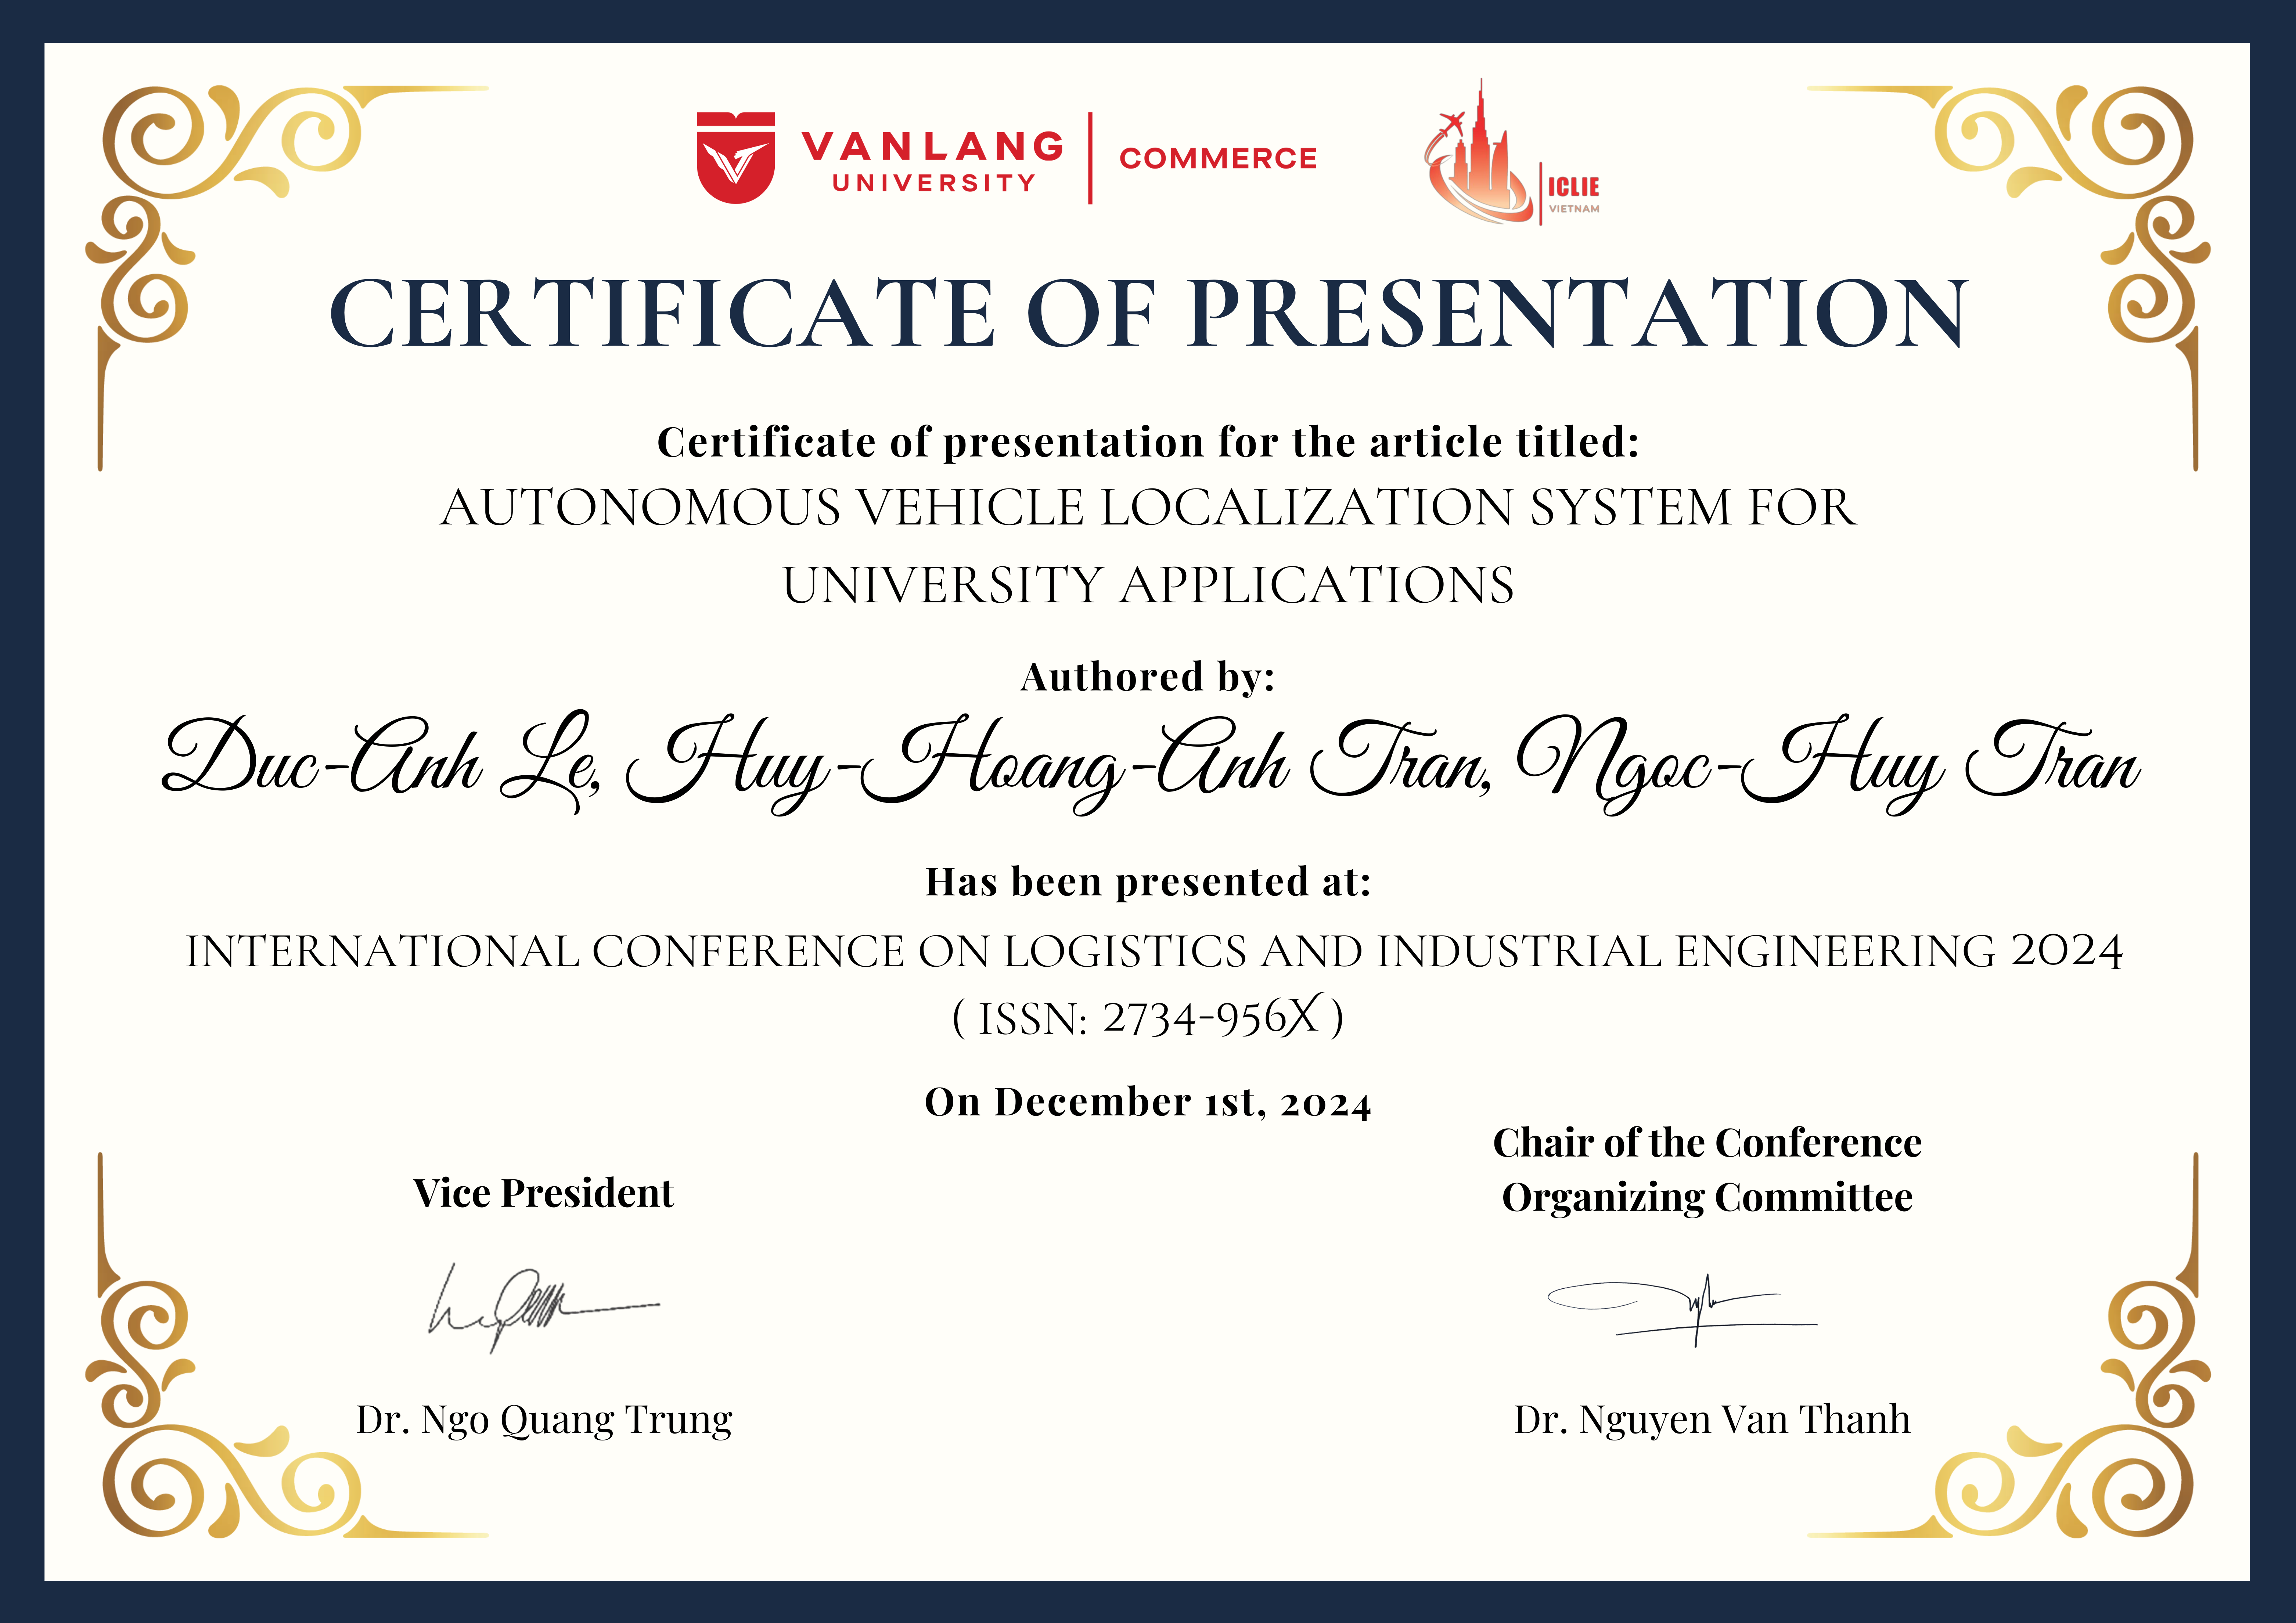 VANLANG
UNIVERSITY
COMMERCE
ICLIE
VIETNAM
CERTIFICATE OF PRESENTATION
Certificate of presentation for the article titled:
AUTONOMOUS VEHICLE LOCALIZATION SYSTEM FOR
UNIVERSITY APPLICATIONS
Authored by:
Duc-Anh Le, Huy-Hoang-Anh Tran, Ngoc-Huy Tran
Has been presented at:
INTERNATIONAL CONFERENCE ON LOGISTICS AND INDUSTRIAL ENGINEERING 2024
( ISSN: 2734-956X )
On December 1st, 2024
Vice President
Chair of the Conference
Organizing Committee
Dr. Ngo Quang Trung
Dr. Nguyen Van Thanh